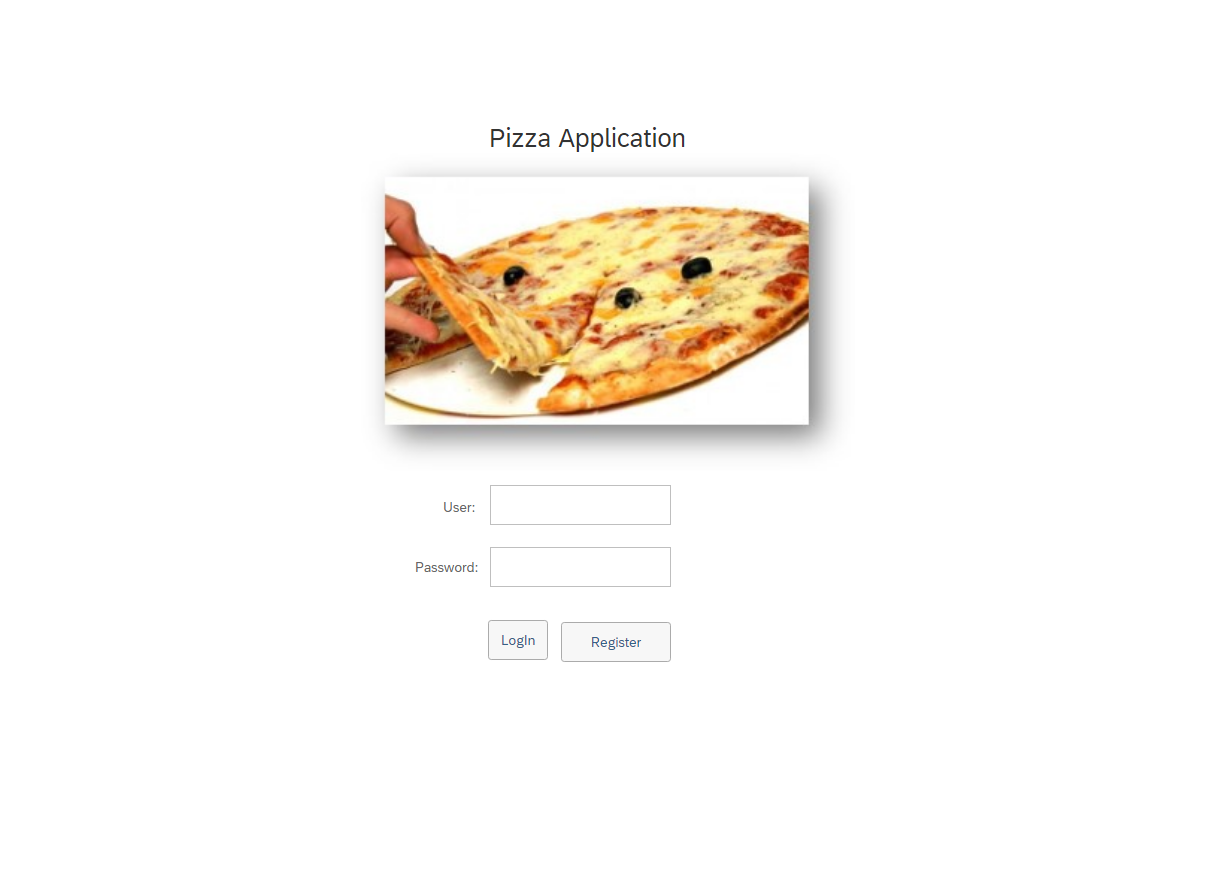 Pizza Application
User:
Password:
LogIn
Register